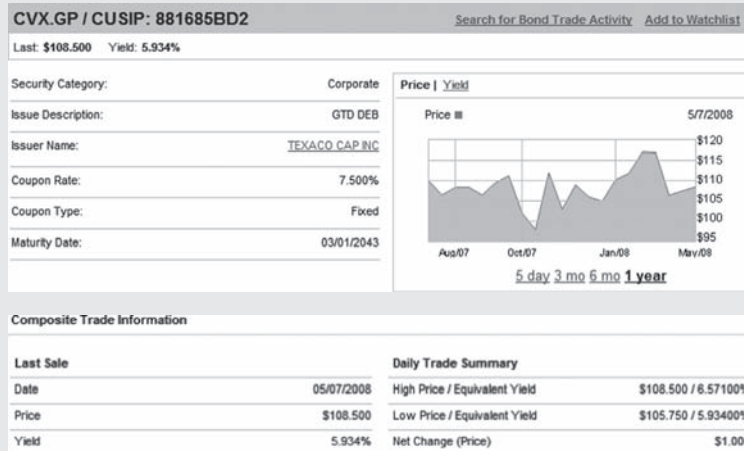 CVX.GP / CUSIP: 881685BD2
Search for Bond Trade Activity Add to Watchlist
Last: $108.500 Yield: 5.934%
Security Category: Corporate
Issue Description: GTD DEB
Issuer Name: TEXACO CAP INC
Coupon Rate: 7.500%
Coupon Type: Fixed
Maturity Date: 03/01/2043
Price | Yield
Price 5/7/2008
$120
$115
$110
$105
$100
$95
Aug/07 Oct/07 Jan/08 May/08
5 day 3 mo 6 mo 1 year
Composite Trade Information
Last Sale
Date 05/07/2008
Price $108.500
Yield 5.934%
Daily Trade Summary
High Price / Equivalent Yield $108.500 / 6.57100%
Low Price / Equivalent Yield $105.750 / 5.93400%
Net Change (Price) $1.00